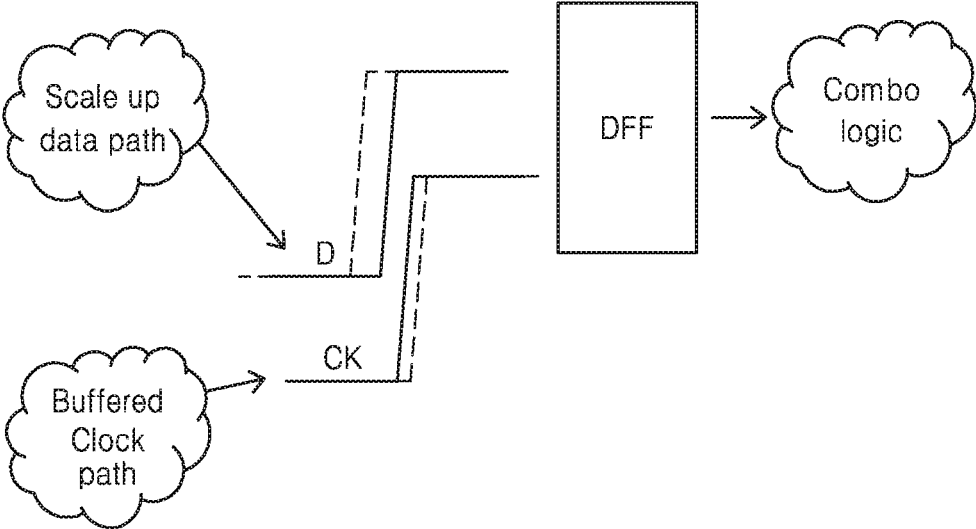 Scale up
data path
D
CK
Buffered
Clock
path
DFF
Combo
logic